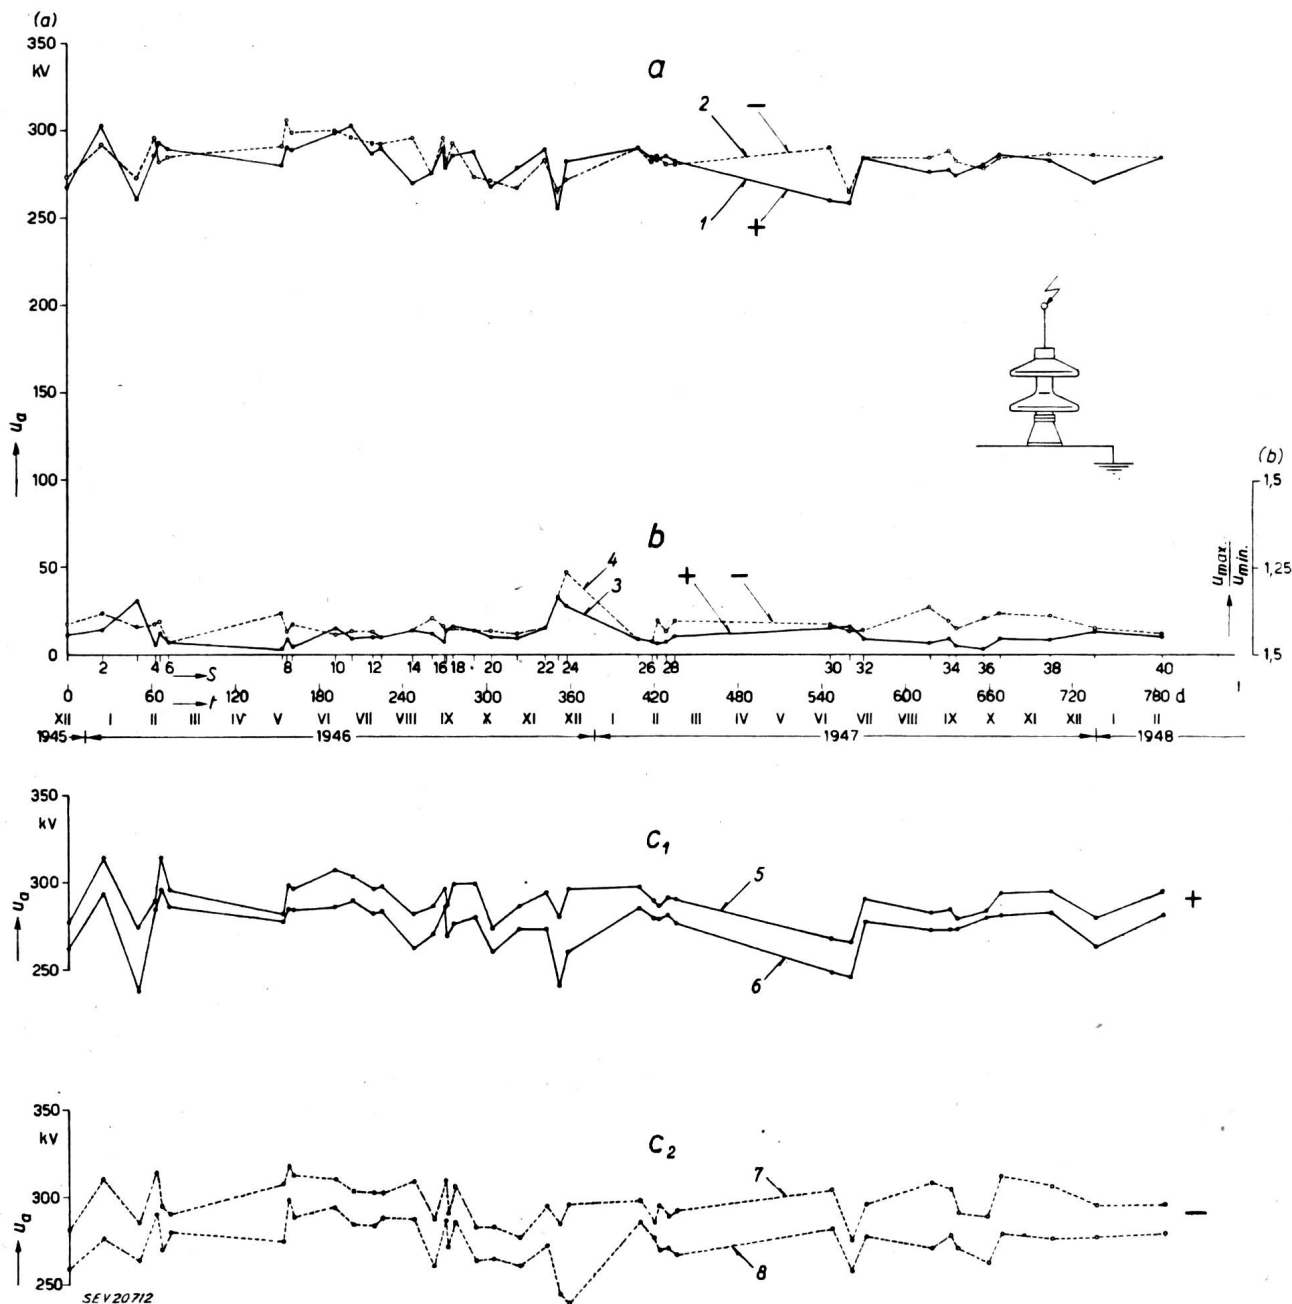 (a)
350
kV
a
300
2 −
250
1 +
200
150
u_a
100
(b)
1,5
b
4
50
+ −
3
1,25
u_max.
u_min.
0
1,5
2 4 6 → S 8 10 12 14 16 18 20 22 24 26 28 30 32 34 36 38 40
0 60 → t 120 180 240 300 360 420 480 540 600 660 720 780 d
XII I II III IV V VI VII VIII IX X XI XII I II III IV V VI VII VIII IX X XI XII I II
1945 1946 1947 1948
350
kV
C₁
5
300
+
u_a
250
6
350
kV
C₂
7
300
−
u_a
8
250
SEV20712